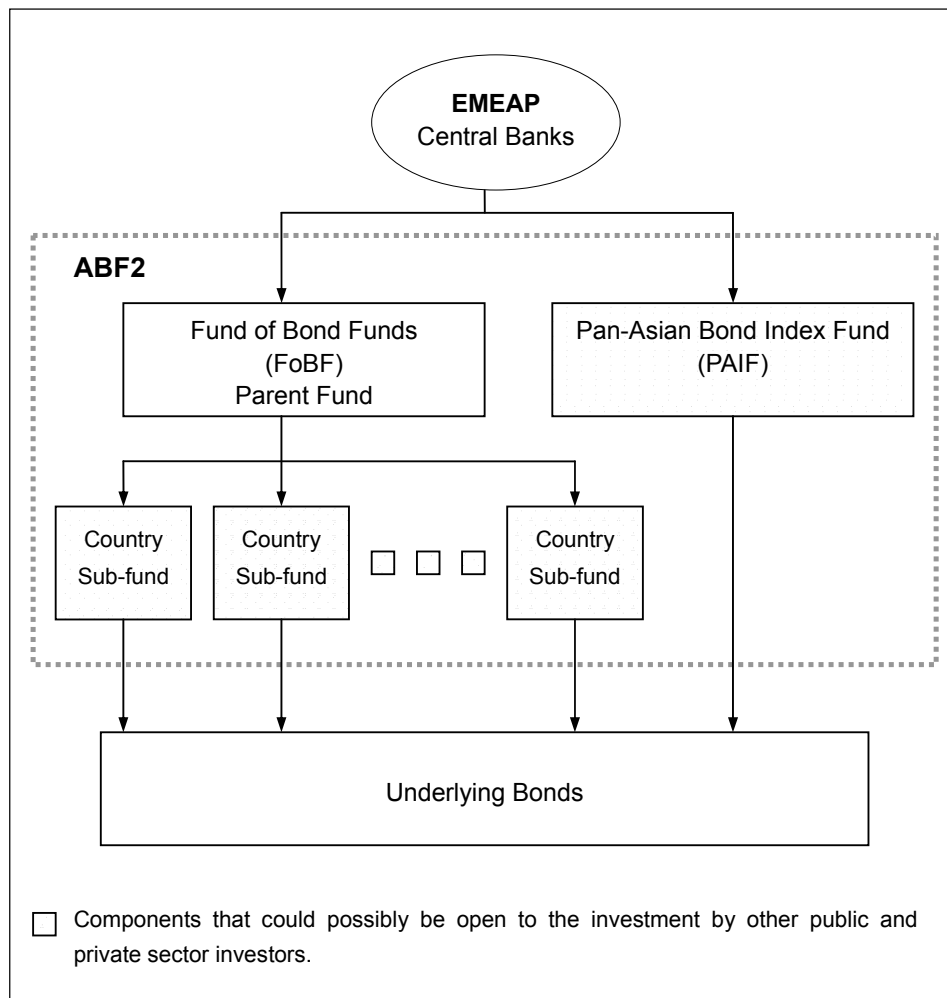 EMEAP
Central Banks
ABF2
Fund of Bond Funds
(FoBF)
Parent Fund
Pan-Asian Bond Index Fund
(PAIF)
Country
Sub-fund
Country
Sub-fund
Country
Sub-fund
Underlying Bonds
Components that could possibly be open to the investment by other public and
private sector investors.